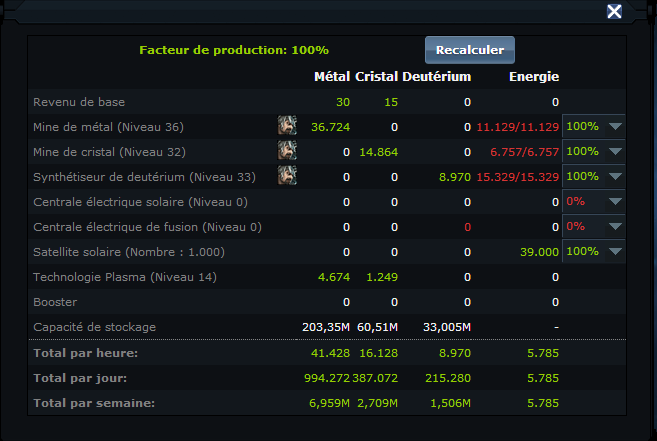 Facteur de production: 100% Recalculer
Métal Cristal Deutérium Energie
Revenu de base 30 15 0 0
Mine de métal (Niveau 36) 36.724 0 0 11.129/11.129 100%
Mine de cristal (Niveau 32) 0 14.864 0 6.757/6.757 100%
Synthétiseur de deutérium (Niveau 33) 0 0 8.970 15.329/15.329 100%
Centrale électrique solaire (Niveau 0) 0 0 0 0 0%
Centrale électrique de fusion (Niveau 0) 0 0 0 0 0%
Satellite solaire (Nombre : 1.000) 0 0 0 39.000 100%
Technologie Plasma (Niveau 14) 4.674 1.249 0 0
Booster 0 0 0 0
Capacité de stockage 203,35M 60,51M 33,005M -
Total par heure: 41.428 16.128 8.970 5.785
Total par jour: 994.272 387.072 215.280 5.785
Total par semaine: 6,959M 2,709M 1,506M 5.785